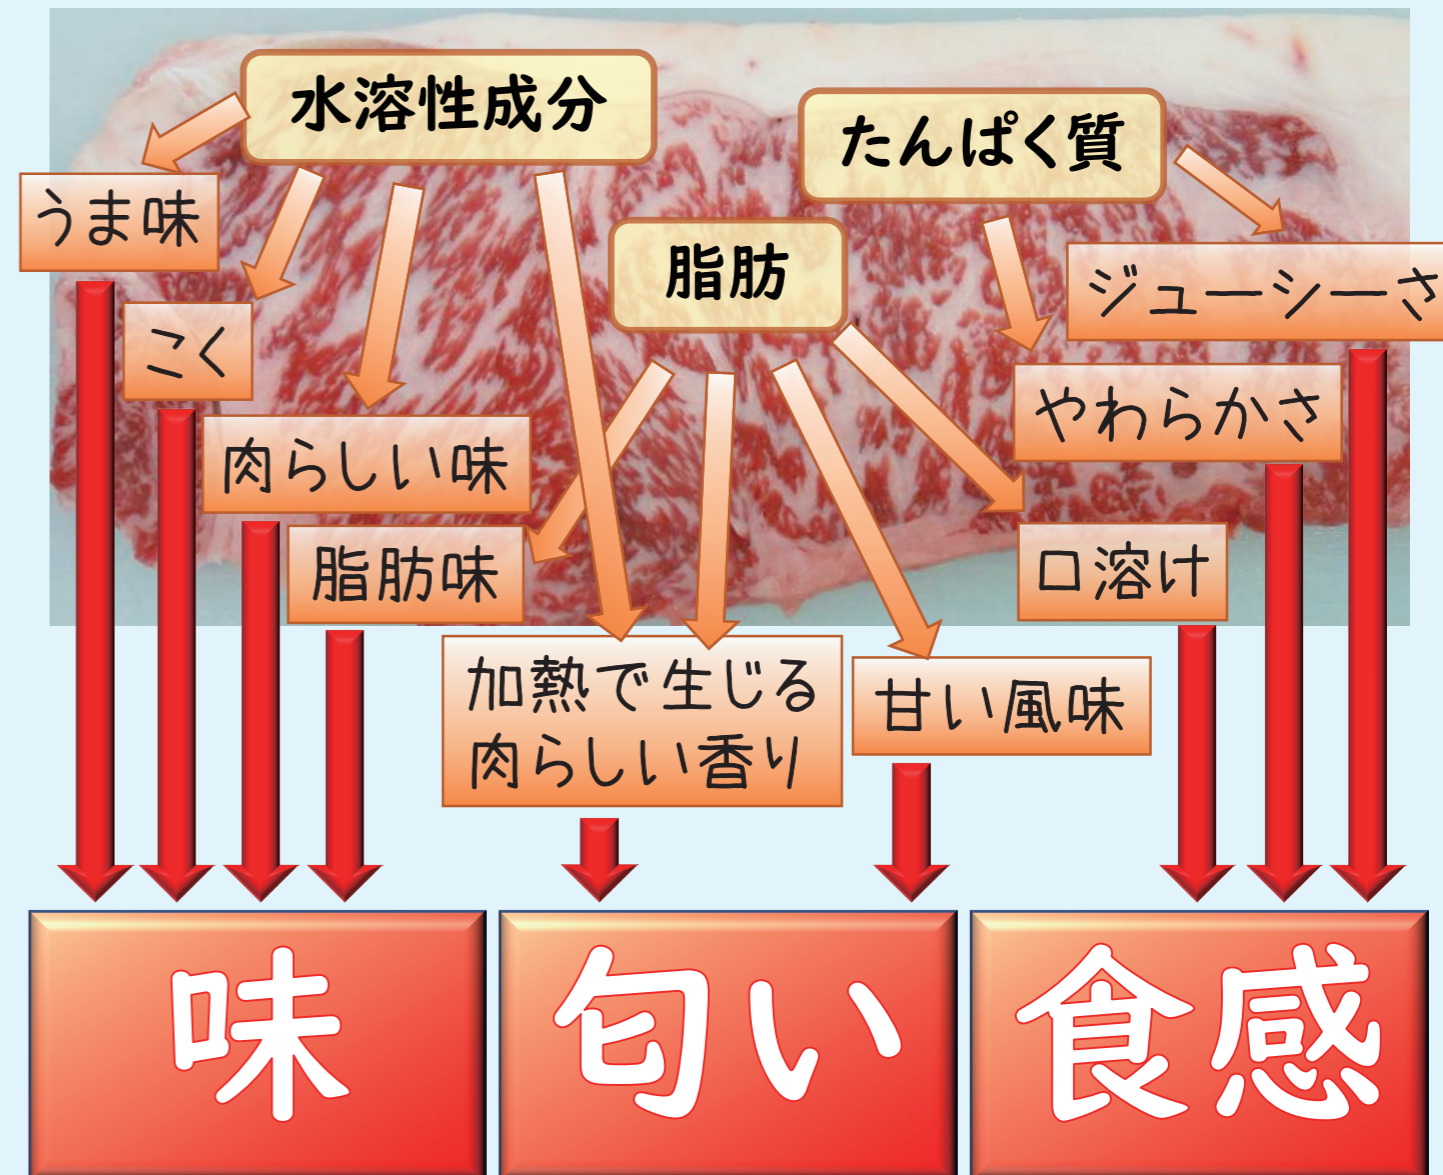 水溶性成分
たんぱく質
脂肪
うま味
こく
肉らしい味
脂肪味
加熱で生じる
肉らしい香り
甘い風味
口溶け
やわらかさ
ジューシーさ
味
匂い
食感